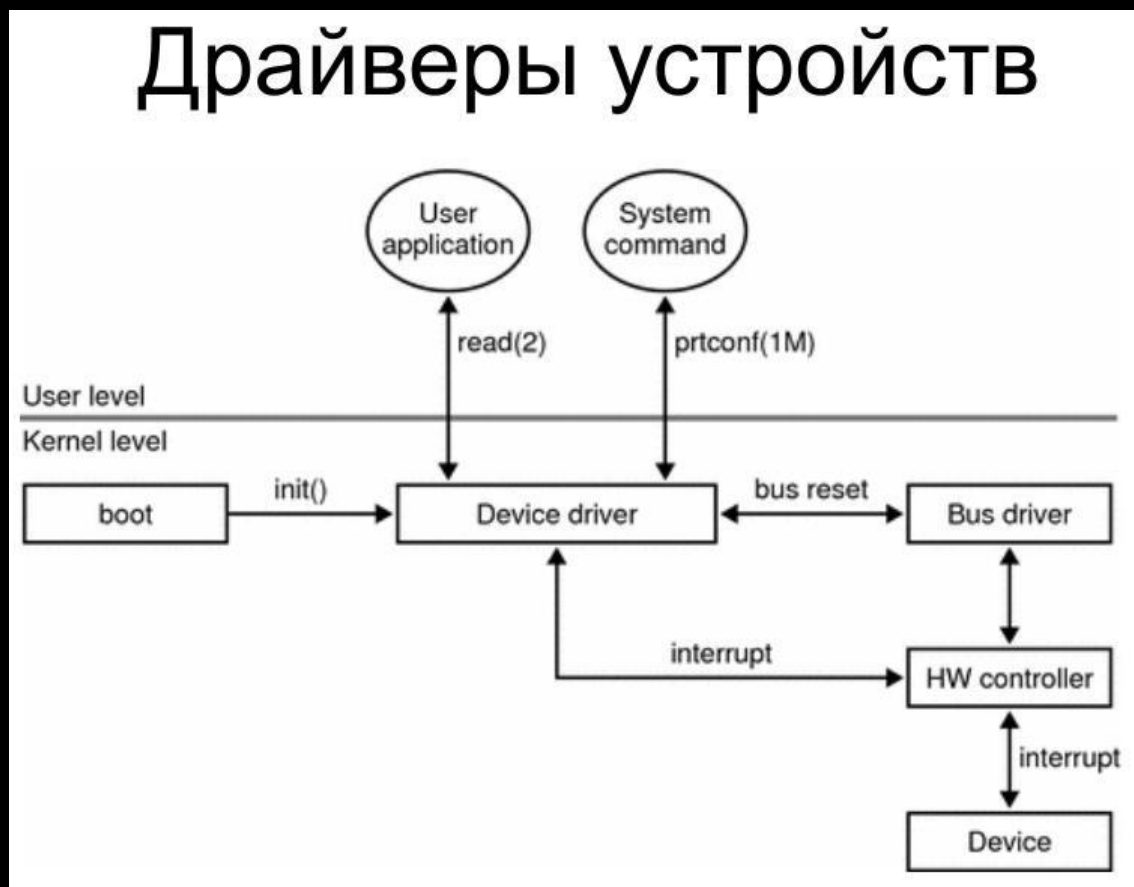 Драйверы устройств
User
application
System
command
read(2)
prtconf(1M)
User level
Kernel level
boot
init()
Device driver
bus reset
Bus driver
interrupt
HW controller
interrupt
Device